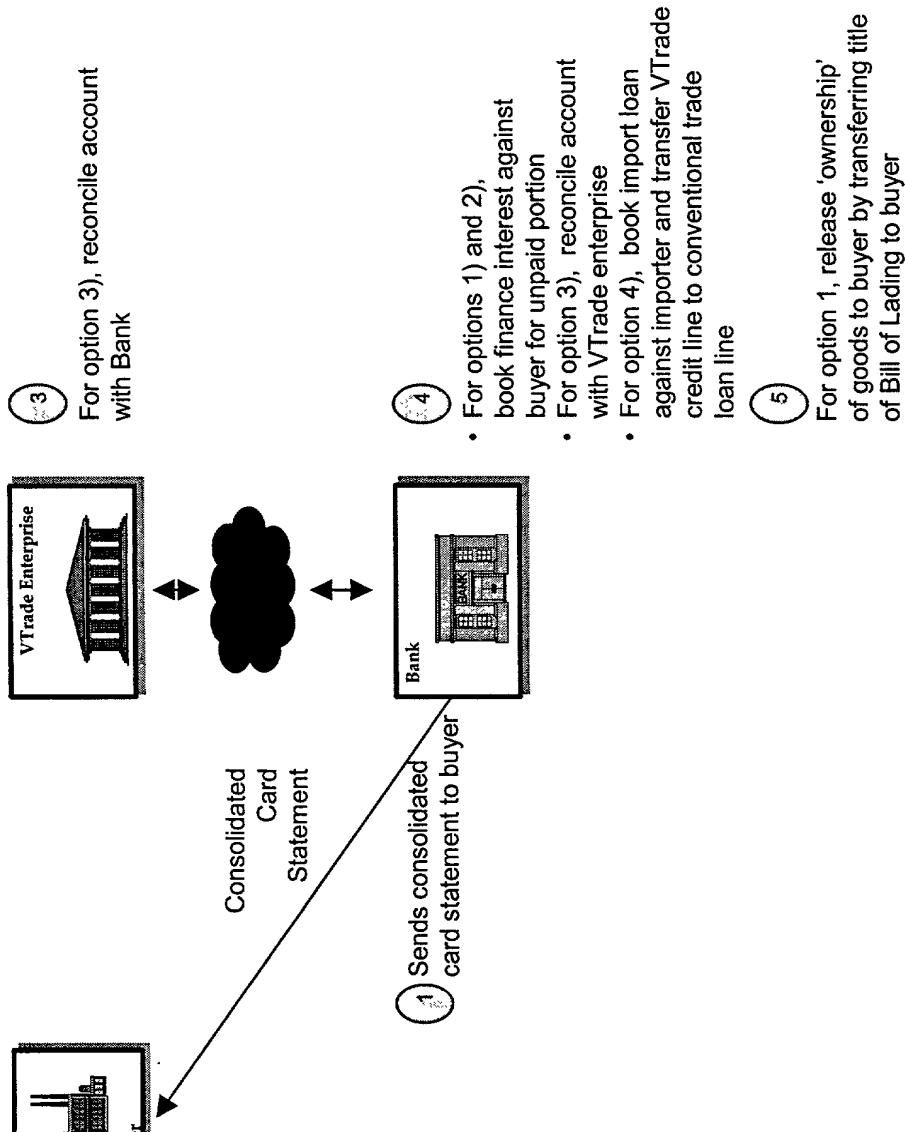 VTrade Enterprise
3
For option 3), reconcile account
with Bank
Consolidated
Card
Statement
1
Sends consolidated
card statement to buyer
Bank
BANK
4
• For options 1) and 2),
book finance interest against
buyer for unpaid portion
• For option 3), reconcile account
with VTrade enterprise
• For option 4), book import loan
against importer and transfer VTrade
credit line to conventional trade
loan line
5
For option 1, release 'ownership'
of goods to buyer by transferring title
of Bill of Lading to buyer